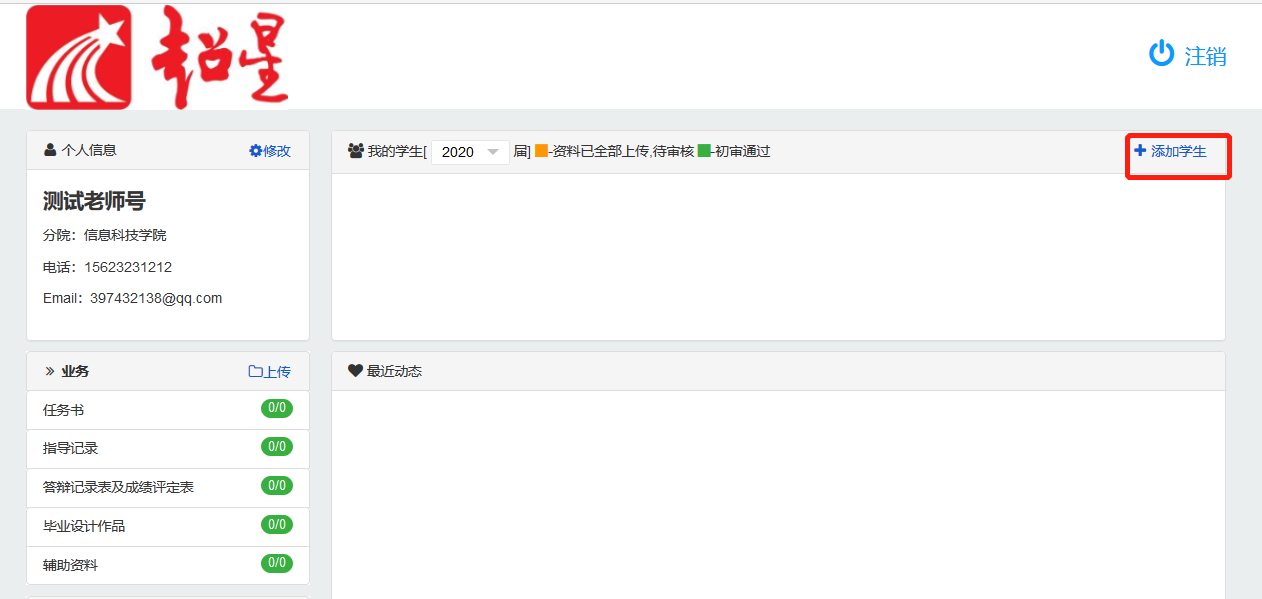 超星
注销
个人信息
修改
测试老师号
分院：信息科技学院
电话：15623231212
Email：397432138@qq.com
我的学生[ 2020 届] -资料已全部上传,待审核 -初审通过
添加学生
业务
上传
任务书 0/0
指导记录 0/0
答辩记录表及成绩评定表 0/0
毕业设计作品 0/0
辅助资料 0/0
最近动态